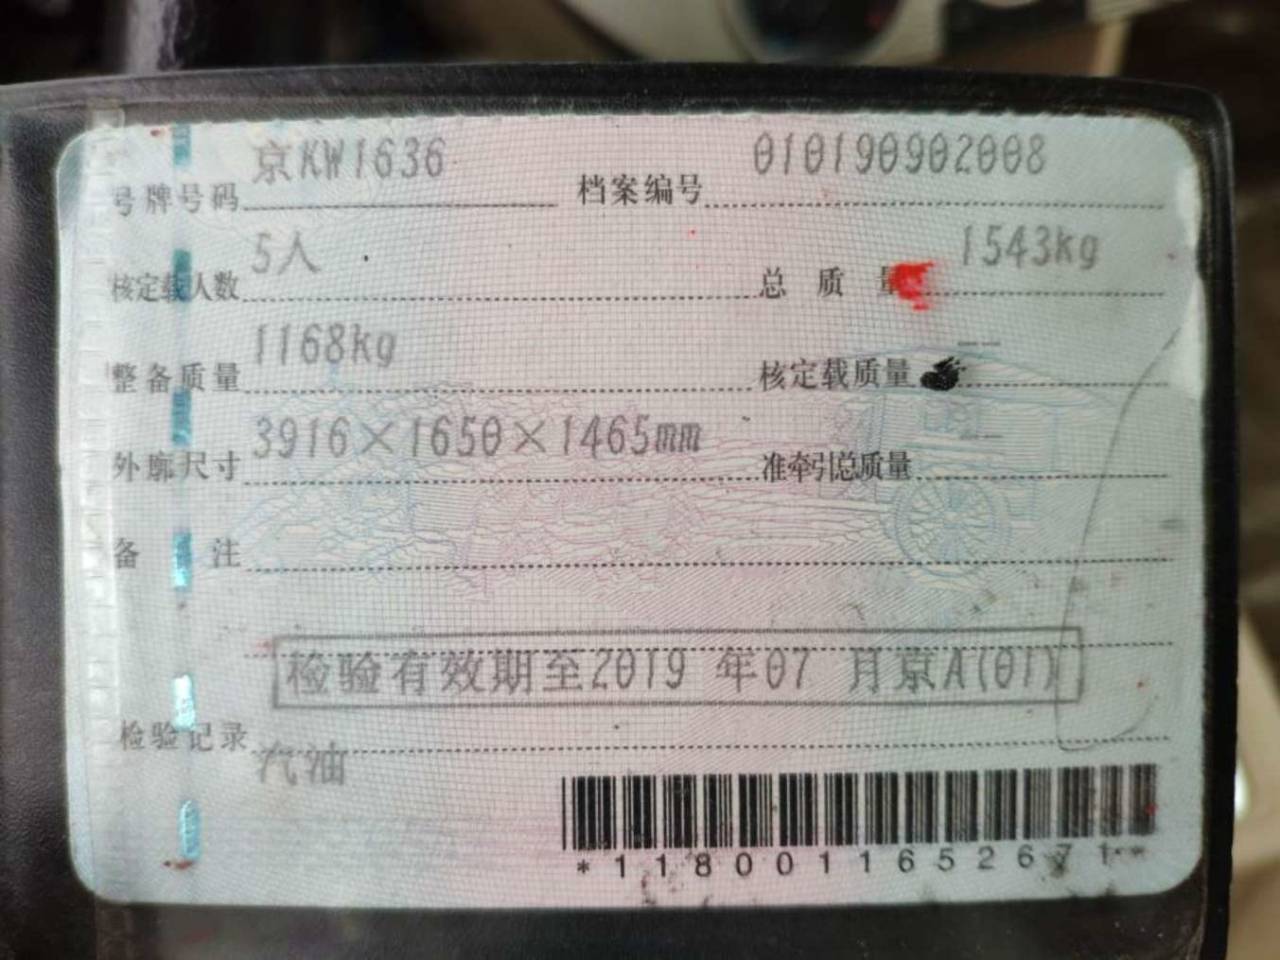 号牌号码 京KW1636 档案编号 010190902008
核定载人数 5人 总质量 1543kg
整备质量 1168kg 核定载质量 --
外廓尺寸 3916×1650×1465mm 准牵引总质量 --
备注
检验有效期至2019 年07 月京A(01)
检验记录
汽油
*1180011652671*